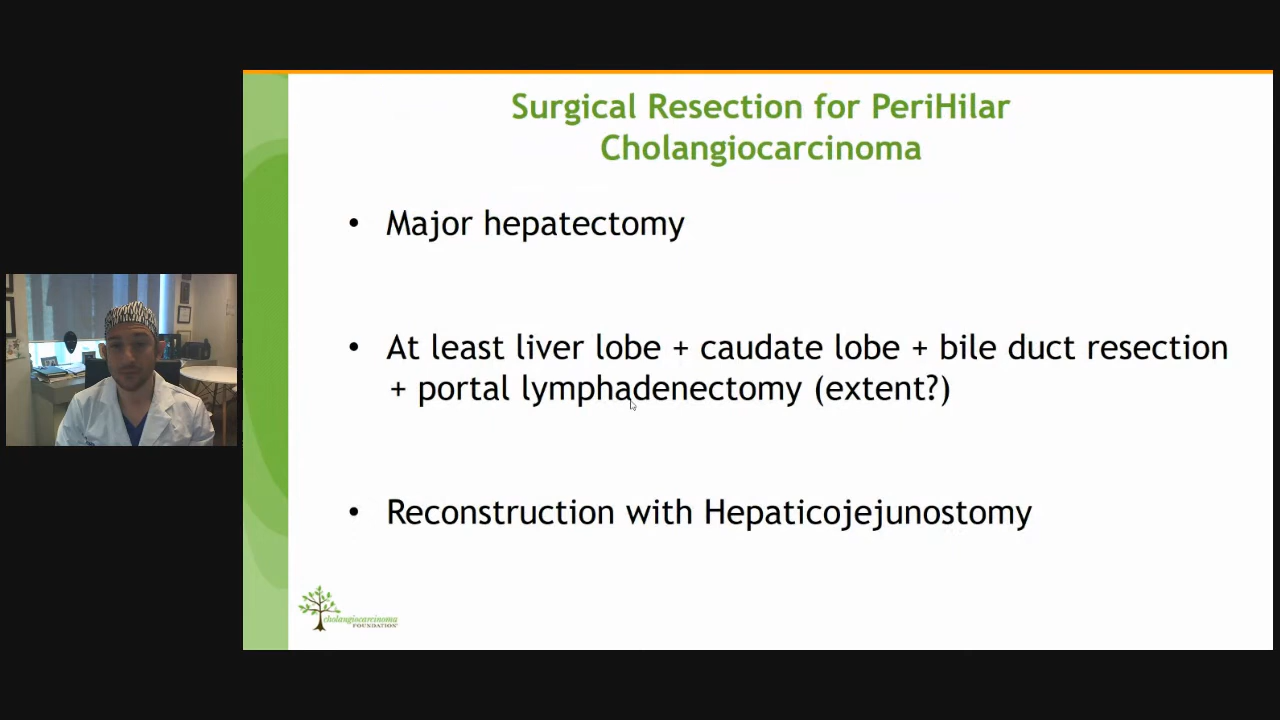 Surgical Resection for PeriHilar
Cholangiocarcinoma
• Major hepatectomy
• At least liver lobe + caudate lobe + bile duct resection
+ portal lymphadenectomy (extent?)
• Reconstruction with Hepaticojejunostomy
cholangiocarcinoma
FOUNDATION